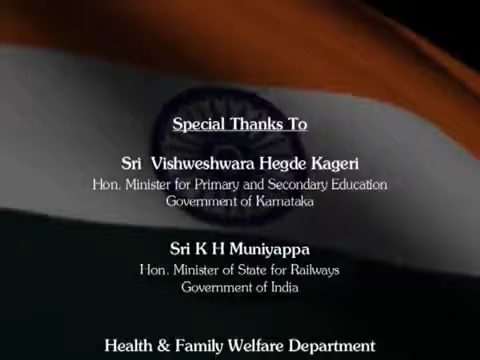 Special Thanks To
Sri Vishweshwara Hegde Kageri
Hon. Minister for Primary and Secondary Education
Government of Karnataka
Sri K H Muniyappa
Hon. Minister of State for Railways
Government of India
Health & Family Welfare Department